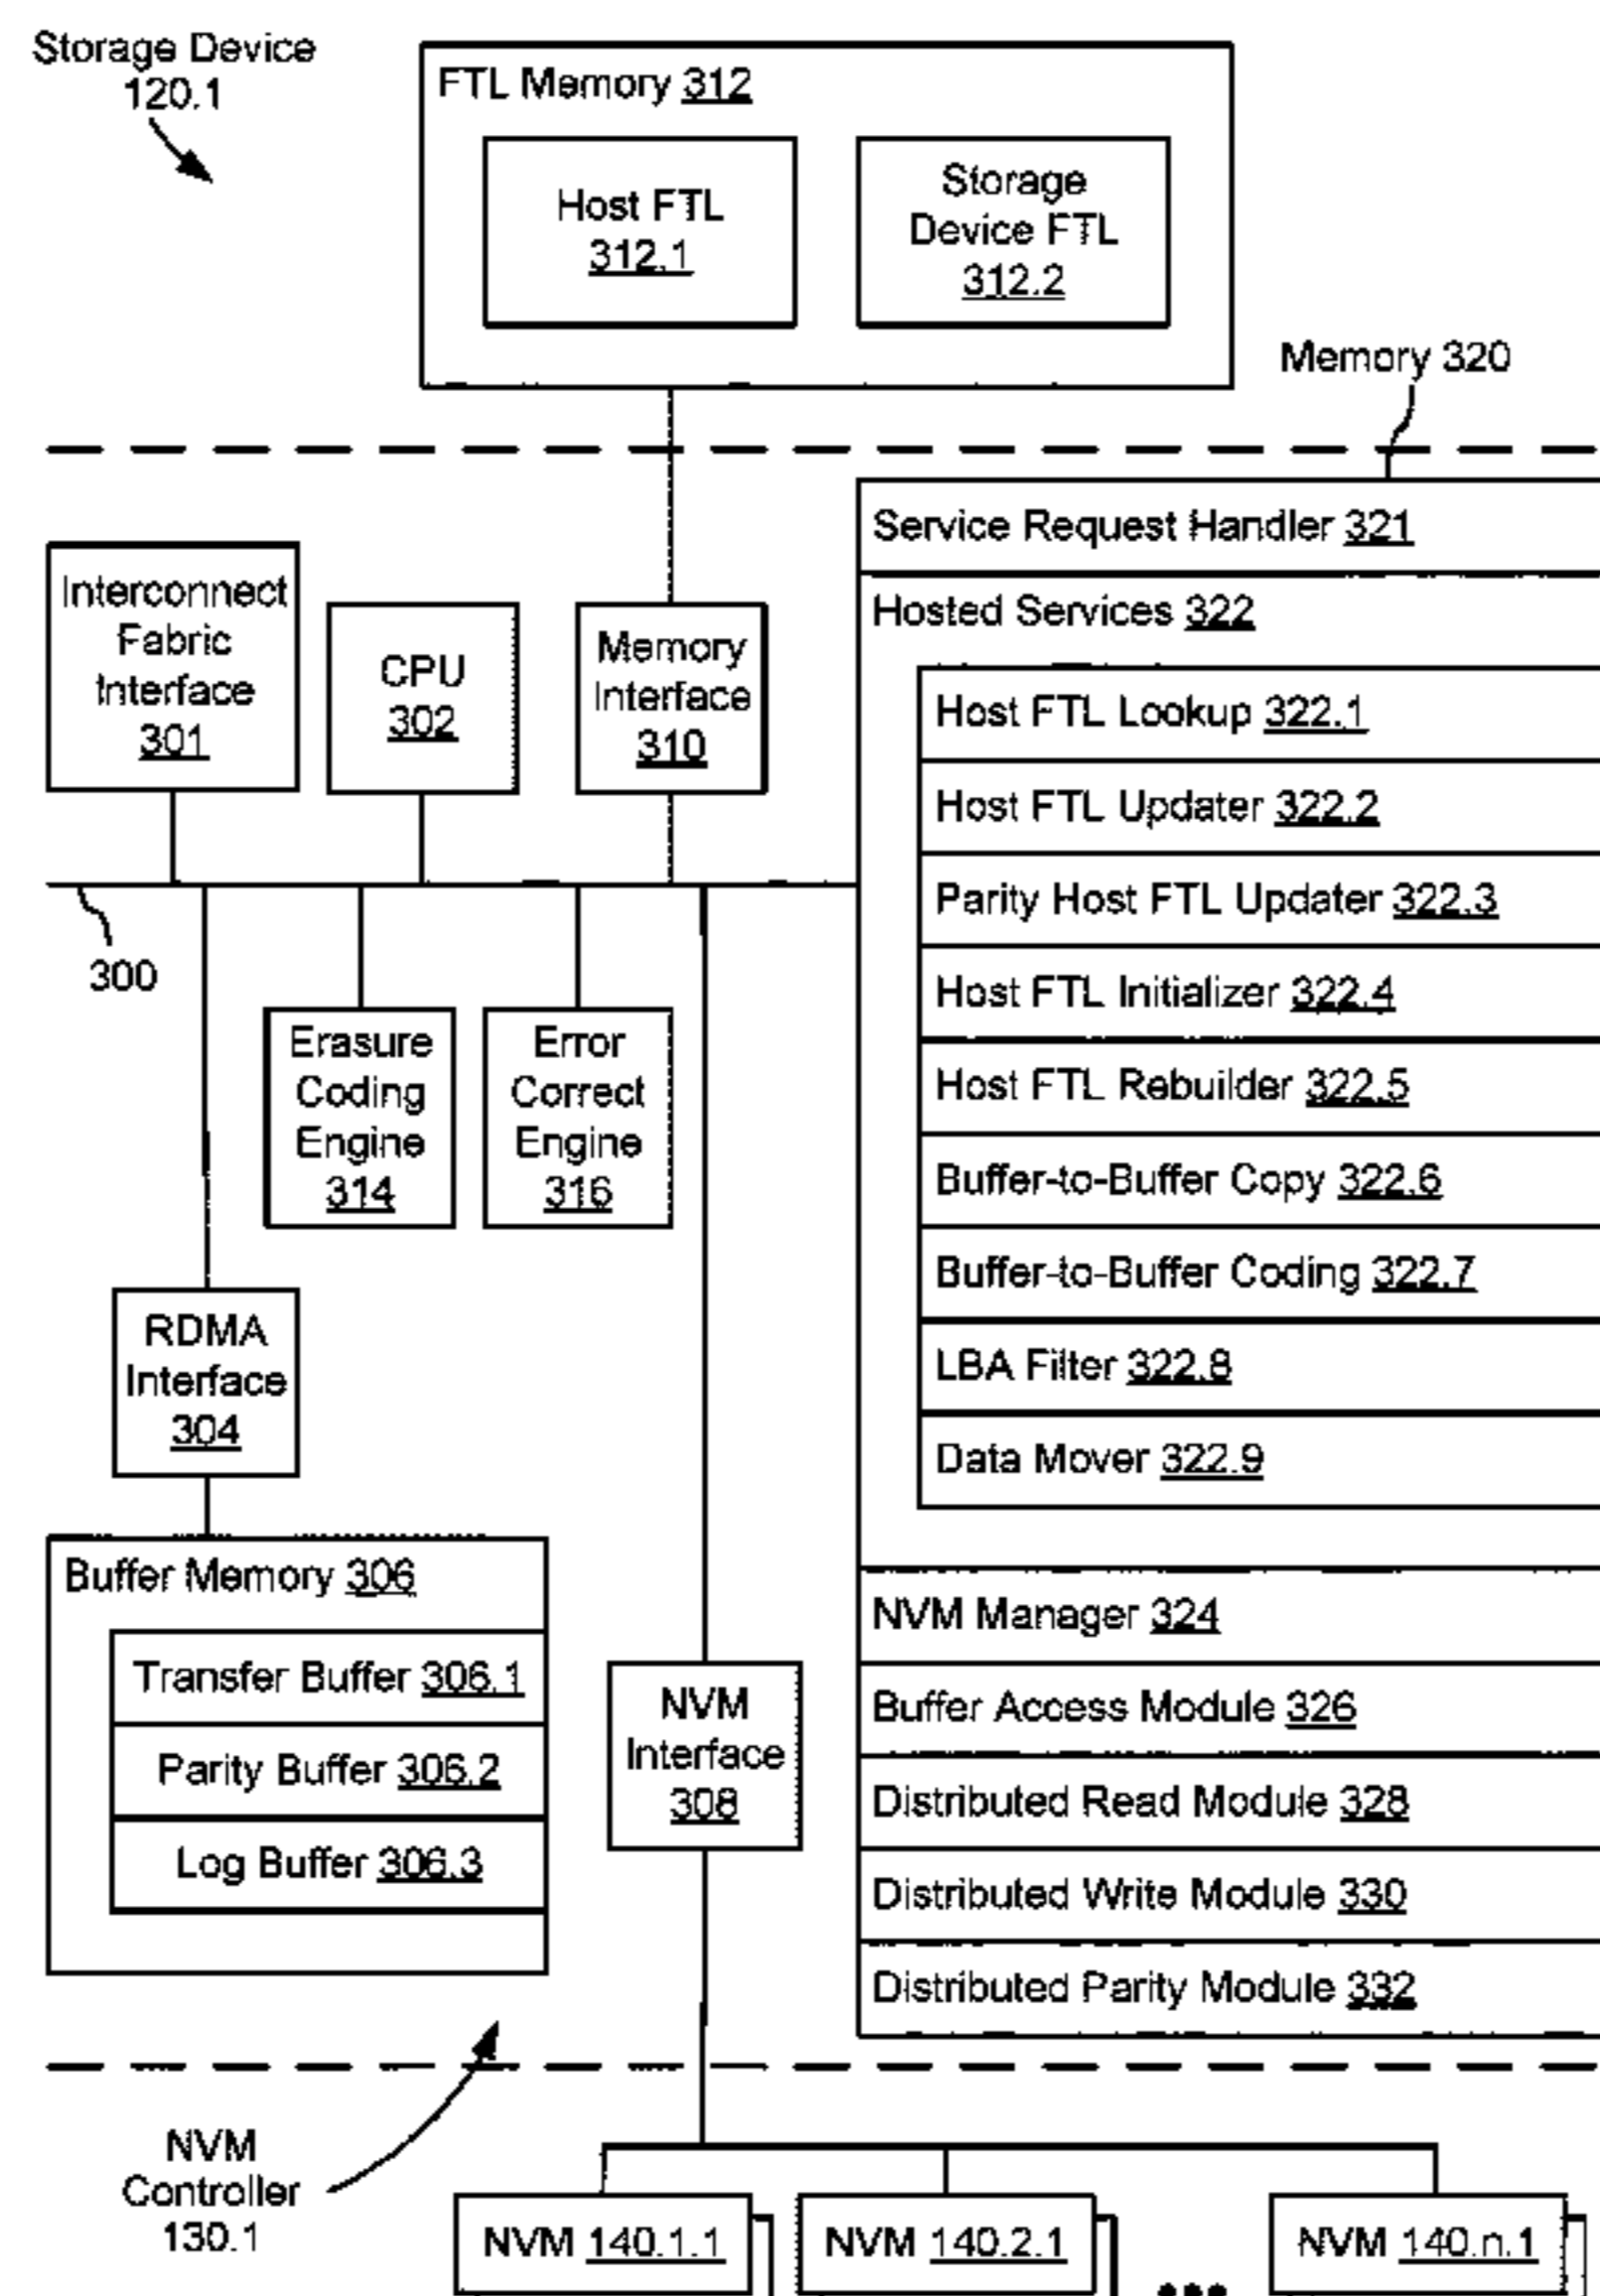 Storage Device
120.1
FTL Memory 312
Host FTL
312.1
Storage
Device FTL
312.2
Memory 320
Interconnect
Fabric
Interface
301
CPU
302
Memory
Interface
310
300
Erasure
Coding
Engine
314
Error
Correct
Engine
316
RDMA
Interface
304
Buffer Memory 306
Transfer Buffer 306.1
Parity Buffer 306.2
Log Buffer 306.3
NVM
Interface
308
Service Request Handler 321
Hosted Services 322
Host FTL Lookup 322.1
Host FTL Updater 322.2
Parity Host FTL Updater 322.3
Host FTL Initializer 322.4
Host FTL Rebuilder 322.5
Buffer-to-Buffer Copy 322.6
Buffer-to-Buffer Coding 322.7
LBA Filter 322.8
Data Mover 322.9
NVM Manager 324
Buffer Access Module 326
Distributed Read Module 328
Distributed Write Module 330
Distributed Parity Module 332
NVM
Controller
130.1
NVM 140.1.1
NVM 140.2.1
•••
NVM 140.n.1